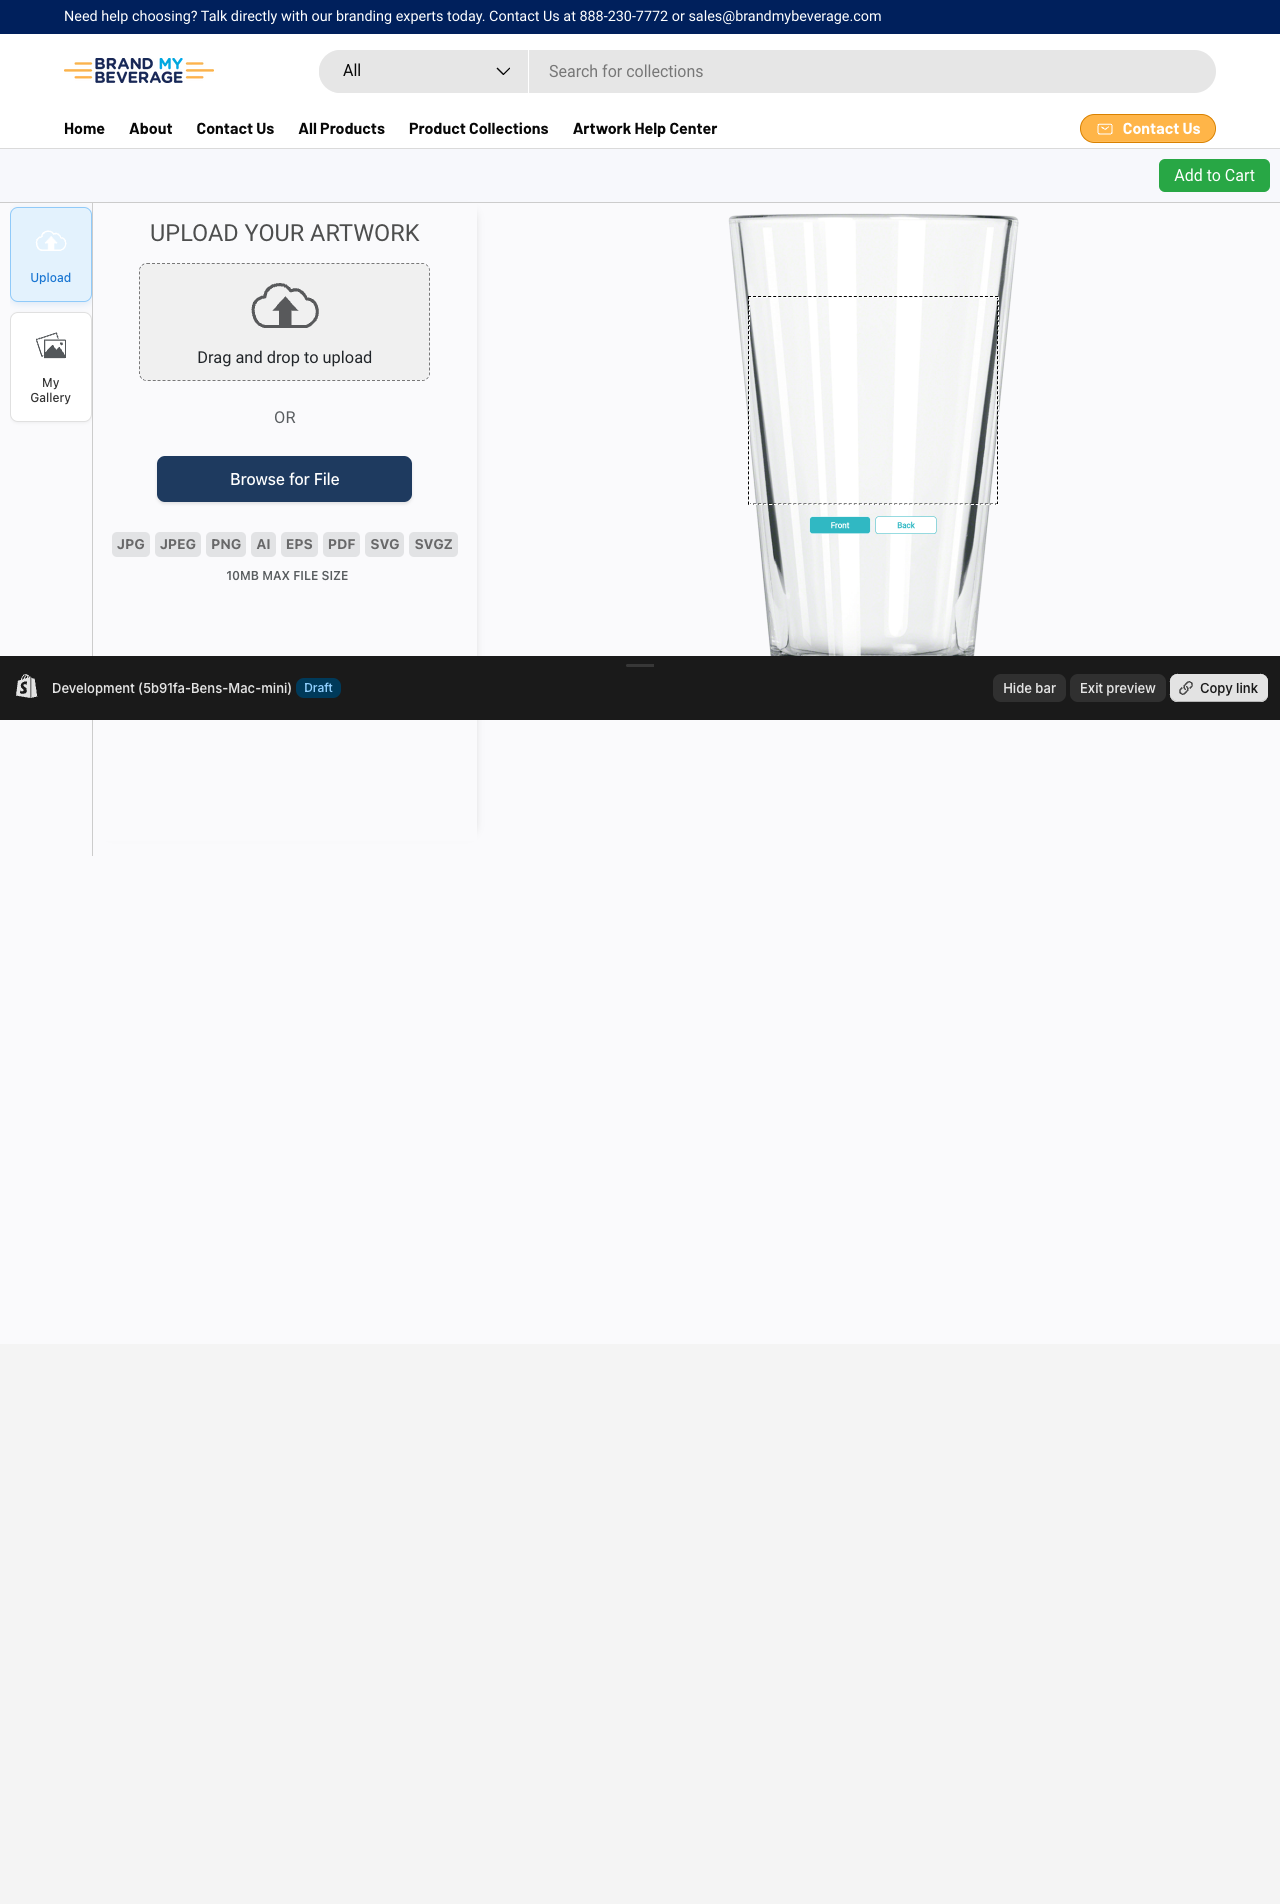 Need help choosing? Talk directly with our branding experts today. Contact Us at 888-230-7772 or sales@brandmybeverage.com
BRAND MY
BEVERAGE
All
Search for collections
Home About Contact Us All Products Product Collections Artwork Help Center
Contact Us
Add to Cart
Upload
My
Gallery
UPLOAD YOUR ARTWORK
Drag and drop to upload
OR
Browse for File
JPG JPEG PNG AI EPS PDF SVG SVGZ
10MB MAX FILE SIZE
Front Back
Development (5b91fa-Bens-Mac-mini) Draft
Hide bar Exit preview Copy link